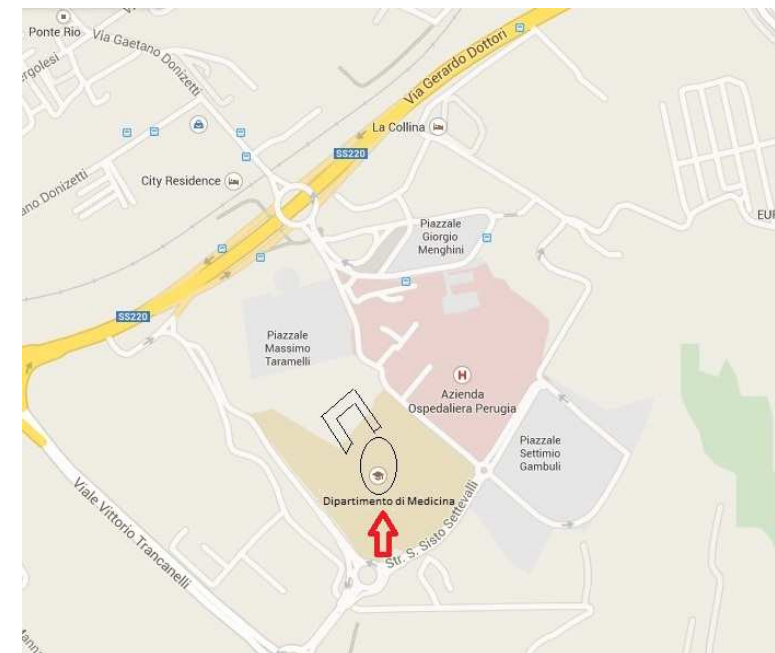 Ponte Rio
Via Gaetano Donizetti
Via Gerardo Dottori
La Collina
SS220
City Residence
ano Donizetti
Piazzale
Giorgio
Menghini
EUR
SS220
Piazzale
Massimo
Taramelli
H
Azienda
Ospedaliera Perugia
Piazzale
Settimio
Gambuli
Dipartimento di Medicina
Viale Vittorio Trancanelli
Str. S. Sisto Settevalli